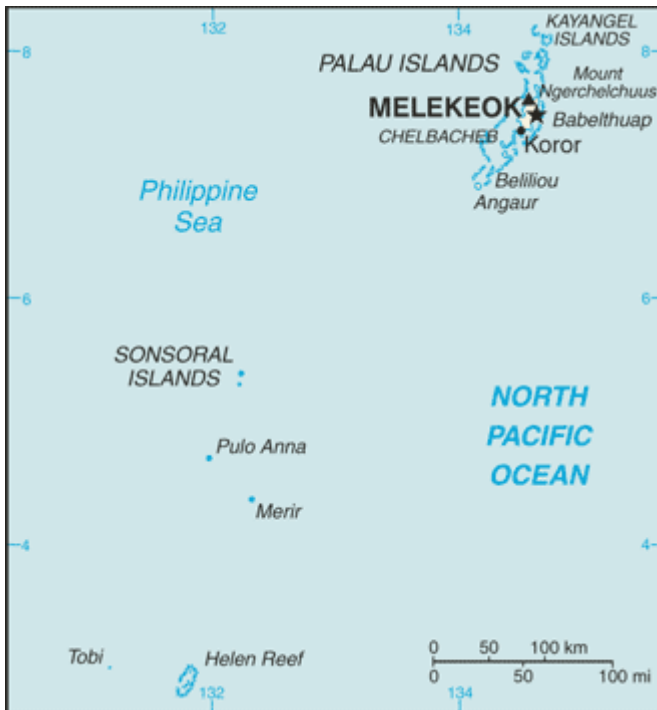 132
134
KAYANGEL
ISLANDS
8
8
PALAU ISLANDS
Mount
Ngerchelchuus
MELEKEOK
Babelthuap
CHELBACHEB
Koror
Beliliou
Angaur
Philippine
Sea
6
6
SONSORAL
ISLANDS
NORTH
PACIFIC
OCEAN
Pulo Anna
Merir
4
4
Tobi
Helen Reef
0 50 100 km
0 50 100 mi
132
134